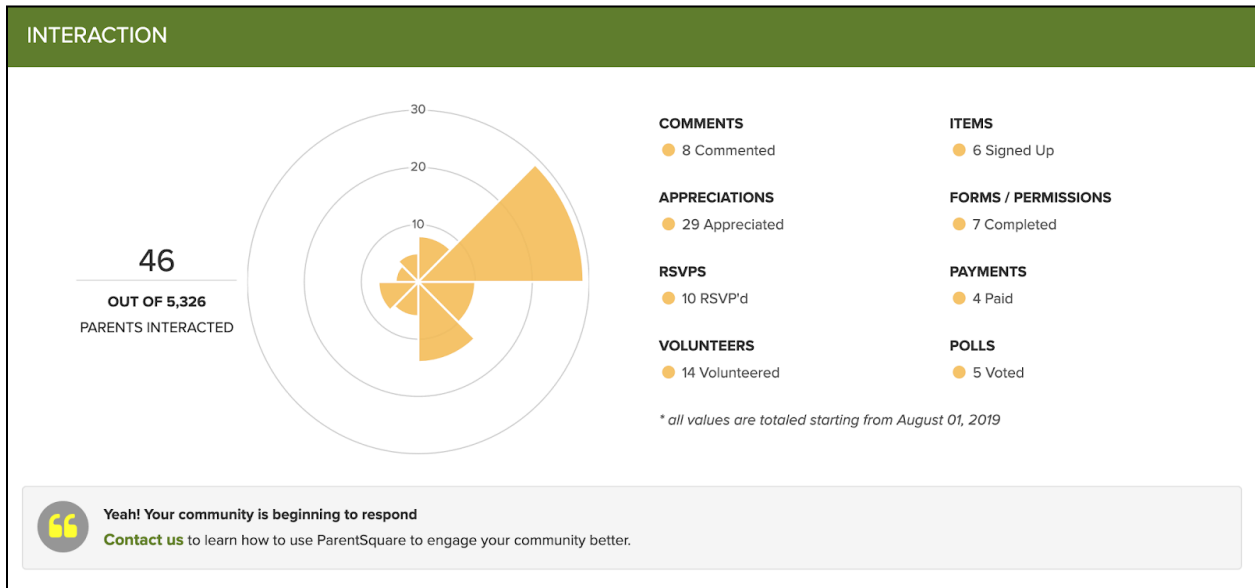 INTERACTION
30
20
10
46
OUT OF 5,326
PARENTS INTERACTED
COMMENTS
8 Commented
APPRECIATIONS
29 Appreciated
RSVPS
10 RSVP'd
VOLUNTEERS
14 Volunteered
ITEMS
6 Signed Up
FORMS / PERMISSIONS
7 Completed
PAYMENTS
4 Paid
POLLS
5 Voted
* all values are totaled starting from August 01, 2019
Yeah! Your community is beginning to respond
Contact us to learn how to use ParentSquare to engage your community better.